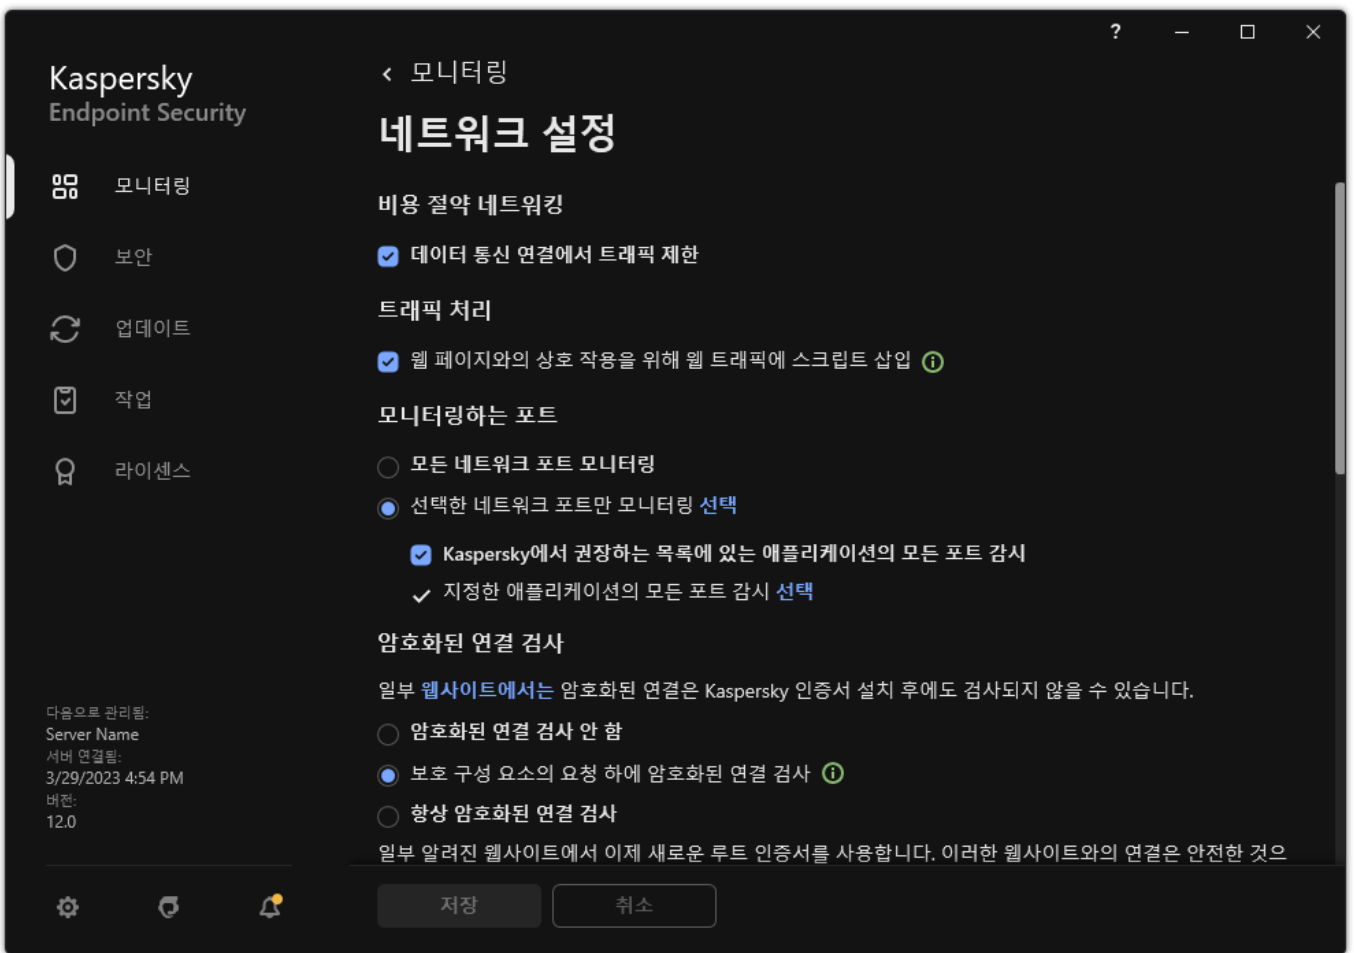 ?
Kaspersky
Endpoint Security
모니터링
보안
업데이트
작업
라이센스
다음으로 관리됨:
Server Name
서버 연결됨:
3/29/2023 4:54 PM
버전:
12.0
모니터링
네트워크 설정
비용 절약 네트워킹
데이터 통신 연결에서 트래픽 제한
트래픽 처리
웹 페이지와의 상호 작용을 위해 웹 트래픽에 스크립트 삽입
모니터링하는 포트
모든 네트워크 포트 모니터링
선택한 네트워크 포트만 모니터링 선택
Kaspersky에서 권장하는 목록에 있는 애플리케이션의 모든 포트 감시
지정한 애플리케이션의 모든 포트 감시 선택
암호화된 연결 검사
일부 웹사이트에서는 암호화된 연결은 Kaspersky 인증서 설치 후에도 검사되지 않을 수 있습니다.
암호화된 연결 검사 안 함
보호 구성 요소의 요청 하에 암호화된 연결 검사
항상 암호화된 연결 검사
일부 알려진 웹사이트에서 이제 새로운 루트 인증서를 사용합니다. 이러한 웹사이트와의 연결은 안전한 것으
저장
취소